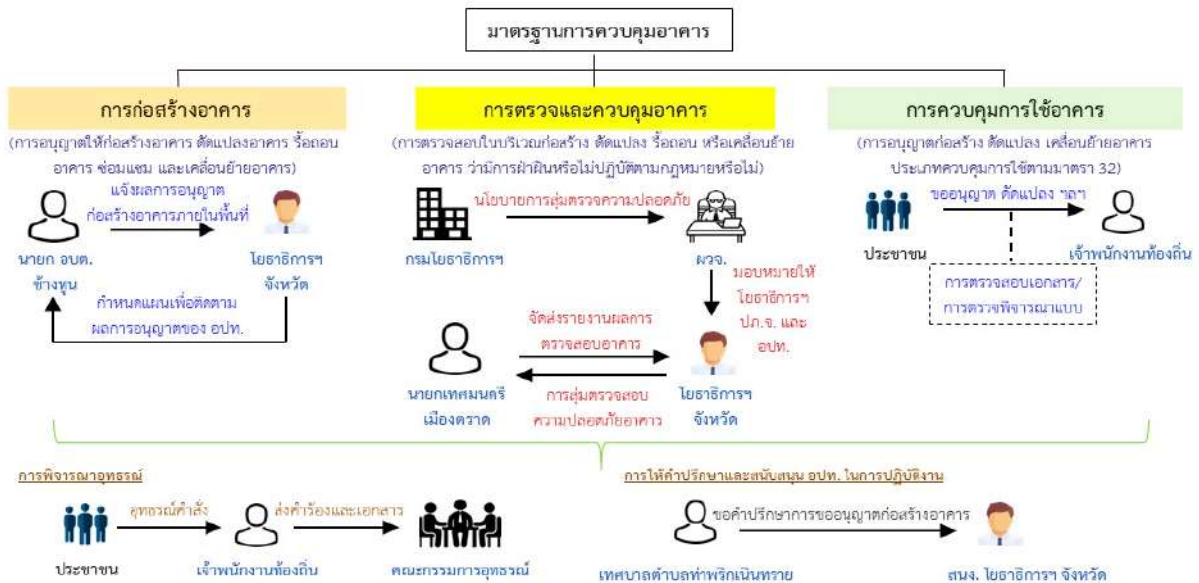 มาตรฐานการควบคุมอาคาร
การก่อสร้างอาคาร
(การอนุญาตให้ก่อสร้างอาคาร ดัดแปลงอาคาร รื้อถอน
อาคาร ซ่อมแซม และเคลื่อนย้ายอาคาร)
แจ้งผลการอนุญาต
ก่อสร้างอาคารภายในพื้นที่
นายก อบต.
ช้างทูน
โยธาธิการฯ
จังหวัด
กำหนดแผนเพื่อติดตาม
ผลการอนุญาตของ อปท.
การตรวจและควบคุมอาคาร
(การตรวจสอบในบริเวณก่อสร้าง ดัดแปลง รื้อถอน หรือเคลื่อนย้าย
อาคาร ว่ามีการฝ่าฝืนหรือไม่ปฏิบัติตามกฎหมายหรือไม่)
นโยบายการสุ่มตรวจความปลอดภัย
กรมโยธาธิการฯ
ผวจ.
มอบหมายให้
โยธาธิการฯ
ปภ.จ. และ
อปท.
จัดส่งรายงานผลการ
ตรวจสอบอาคาร
นายกเทศมนตรี
เมืองตราด
การสุ่มตรวจสอบ
ความปลอดภัยอาคาร
โยธาธิการฯ
จังหวัด
การควบคุมการใช้อาคาร
(การอนุญาตก่อสร้าง ดัดแปลง เคลื่อนย้ายอาคาร
ประเภทควบคุมการใช้ตามมาตรา 32)
ขออนุญาต ดัดแปลง ฯลฯ
ประชาชน
เจ้าพนักงานท้องถิ่น
การตรวจสอบเอกสาร/
การตรวจพิจารณาแบบ
การพิจารณาอุทธรณ์
อุทธรณ์คำสั่ง
ส่งคำร้องและเอกสาร
ประชาชน
เจ้าพนักงานท้องถิ่น
คณะกรรมการอุทธรณ์
การให้คำปรึกษาและสนับสนุน อปท. ในการปฏิบัติงาน
ขอคำปรึกษาการขออนุญาตก่อสร้างอาคาร
เทศบาลตำบลท่าพริกเนินทราย
สนง. โยธาธิการฯ จังหวัด